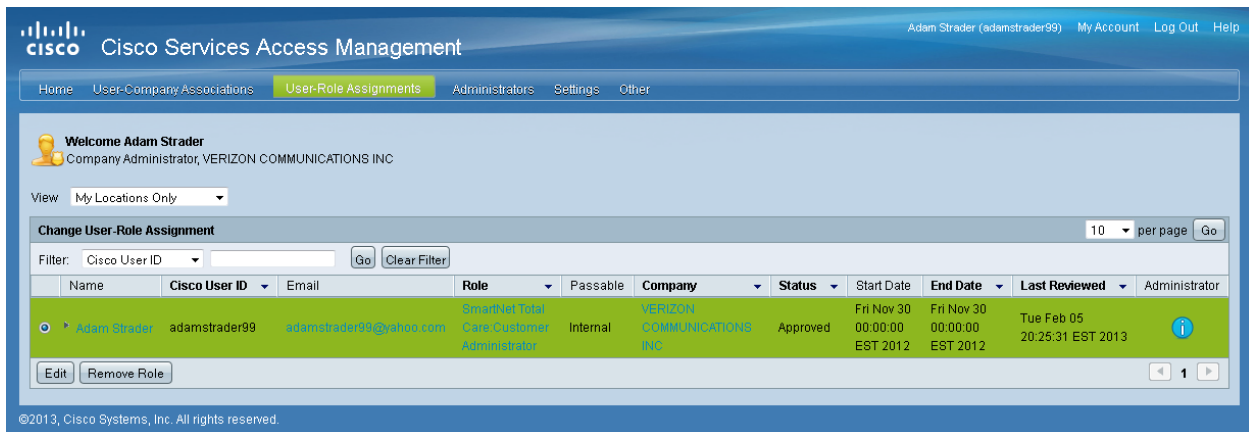 Adam Strader (adamstrader99) My Account Log Out Help
CISCO Cisco Services Access Management
Home User-Company Associations User-Role Assignments Administrators Settings Other
Welcome Adam Strader
Company Administrator, VERIZON COMMUNICATIONS INC
View My Locations Only
Change User-Role Assignment 10 per page Go
Filter: Cisco User ID Go Clear Filter
Name Cisco User ID Email Role Passable Company Status Start Date End Date Last Reviewed Administrator
Adam Strader adamstrader99 adamstrader99@yahoo.com
SmartNet Total
Care:Customer
Administrator
Internal
VERIZON
COMMUNICATIONS
INC
Approved
Fri Nov 30
00:00:00
EST 2012
Fri Nov 30
00:00:00
EST 2012
Tue Feb 05
20:25:31 EST 2013
i
Edit Remove Role 1
©2013, Cisco Systems, Inc. All rights reserved.